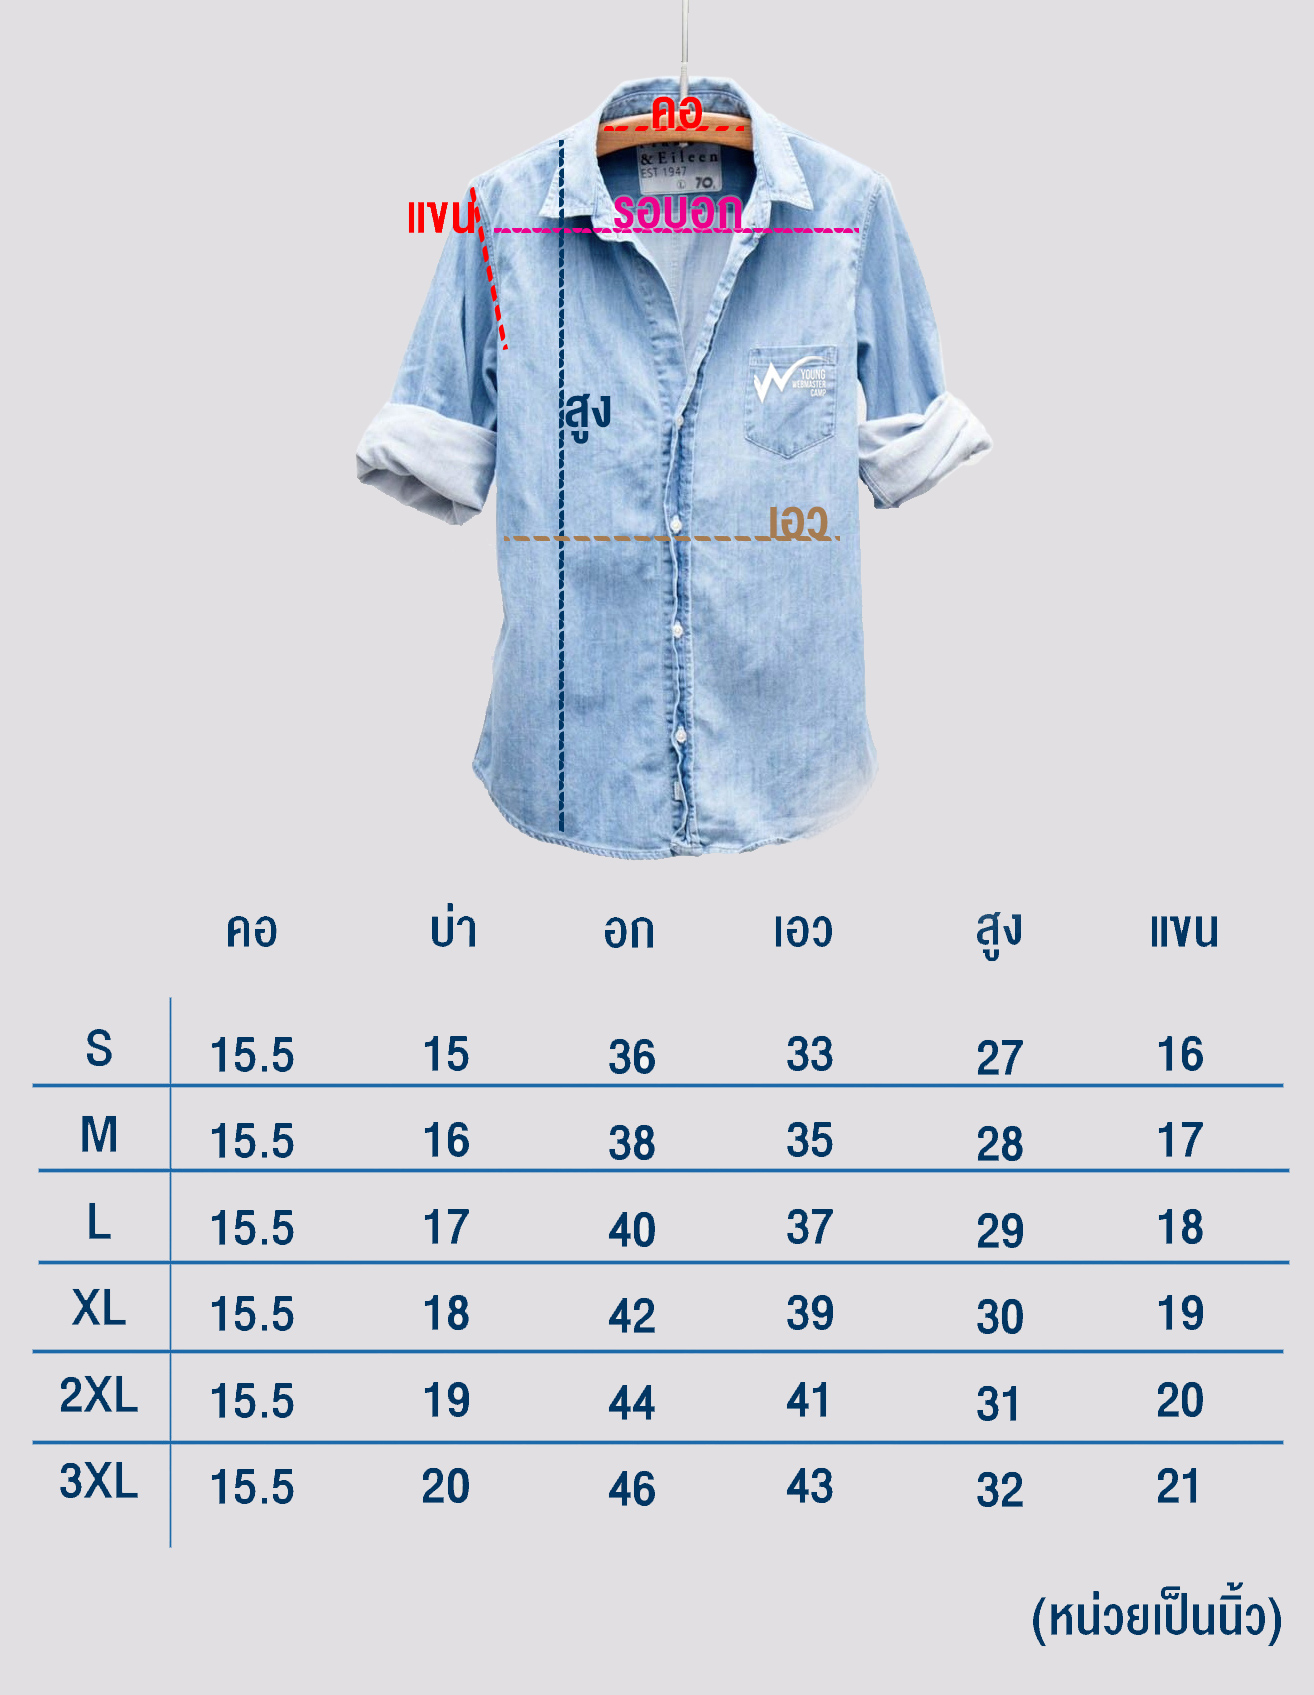 คอ
& Eileen
EST 1947
L 70
แขน
รอบอก
YOUNG
WEBMASTER
CAMP
สูง
เอว
คอ บ่า อก เอว สูง แขน
S 15.5 15 36 33 27 16
M 15.5 16 38 35 28 17
L 15.5 17 40 37 29 18
XL 15.5 18 42 39 30 19
2XL 15.5 19 44 41 31 20
3XL 15.5 20 46 43 32 21
(หน่วยเป็นนิ้ว)